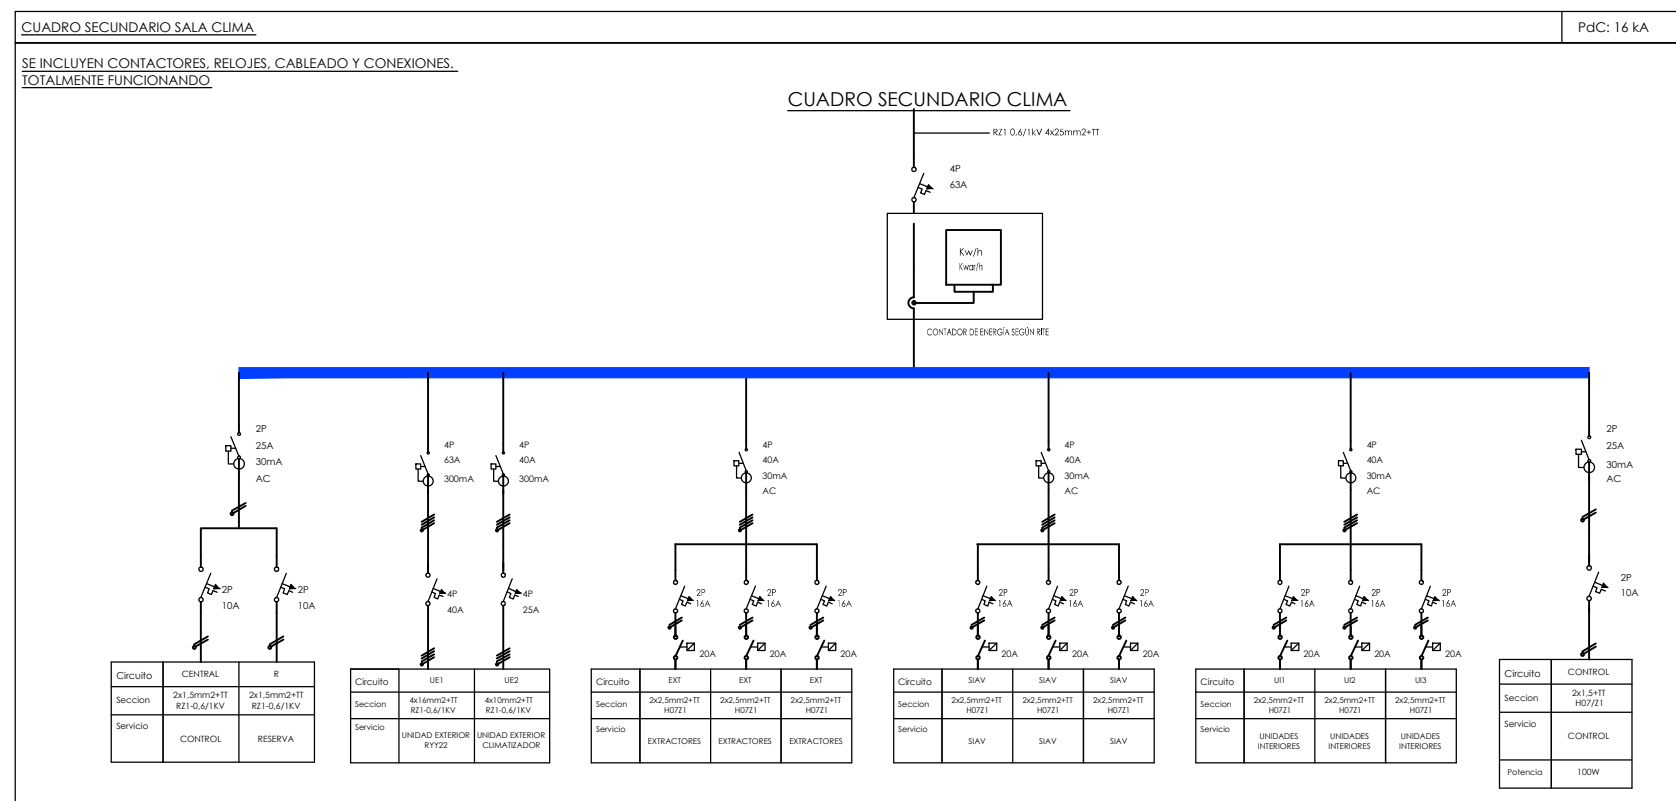 CUADRO SECUNDARIO SALA CLIMA
PdC: 16 kA
SE INCLUYEN CONTACTORES, RELOJES, CABLEADO Y CONEXIONES.
TOTALMENTE FUNCIONANDO
CUADRO SECUNDARIO CLIMA
RZ1 0.6/1kV 4x25mm2+TT
4P
63A
Kw/h
Kwar/h
CONTADOR DE ENERGÍA SEGÚN RITE
2P
25A
30mA
AC
2P
10A
2P
10A
Circuito CENTRAL R
Seccion 2x1,5mm2+TT 2x1,5mm2+TT
RZ1-0,6/1KV RZ1-0,6/1KV
Servicio
CONTROL RESERVA
4P
63A
300mA
4P
40A
300mA
4P
40A
4P
25A
Circuito UE1 UE2
Seccion 4x16mm2+TT 4x10mm2+TT
RZ1-0,6/1KV RZ1-0,6/1KV
Servicio
UNIDAD EXTERIOR UNIDAD EXTERIOR
RYY22 CLIMATIZADOR
4P
40A
30mA
AC
2P
16A
2P
16A
2P
16A
20A
20A
20A
Circuito EXT EXT EXT
Seccion 2x2,5mm2+TT 2x2,5mm2+TT 2x2,5mm2+TT
H07Z1 H07Z1 H07Z1
Servicio
EXTRACTORES EXTRACTORES EXTRACTORES
4P
40A
30mA
AC
2P
16A
2P
16A
2P
16A
20A
20A
20A
Circuito SIAV SIAV SIAV
Seccion 2x2,5mm2+TT 2x2,5mm2+TT 2x2,5mm2+TT
H07Z1 H07Z1 H07Z1
Servicio
SIAV SIAV SIAV
4P
40A
30mA
AC
2P
16A
2P
16A
2P
16A
20A
20A
20A
Circuito UI1 UI2 UI3
Seccion 2x2,5mm2+TT 2x2,5mm2+TT 2x2,5mm2+TT
H07Z1 H07Z1 H07Z1
Servicio
UNIDADES UNIDADES UNIDADES
INTERIORES INTERIORES INTERIORES
2P
25A
30mA
AC
2P
10A
Circuito CONTROL
Seccion 2x1,5+TT
H07/Z1
Servicio
CONTROL
Potencia 100W